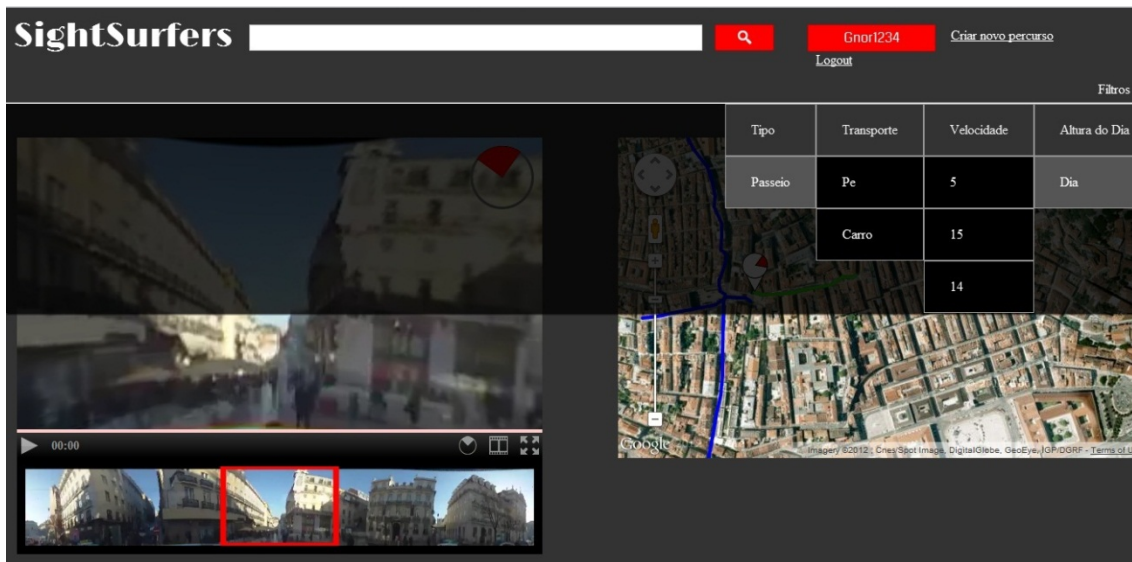 SightSurfers
Gnor1234
Criar novo percurso
Logout
Filtros
Tipo
Transporte
Velocidade
Altura do Dia
Passeio
Pe
5
Dia
Carro
15
14
00:00
Google
Imagery ©2012 , Cnes/Spot Image, DigitalGlobe, GeoEye, IGP/DGRF - Terms of U